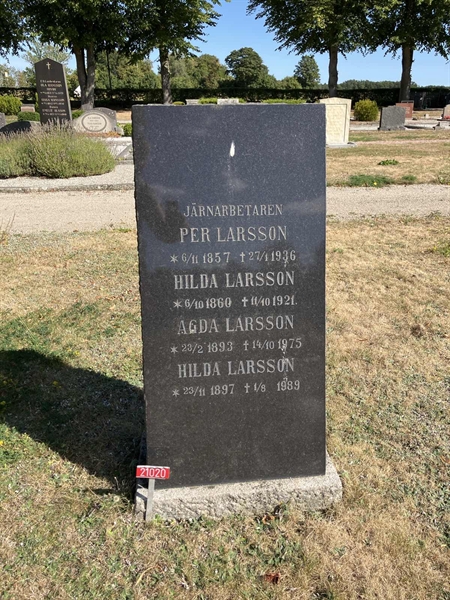 JÄRNARBETAREN
PER LARSSON
* 6/11 1857 † 27/1 1936
HILDA LARSSON
* 6/10 1860 † 11/10 1921.
AGDA LARSSON
* 23/2 1893 † 14/10 1975
HILDA LARSSON
* 23/11 1897 † 1/8 1989
21020